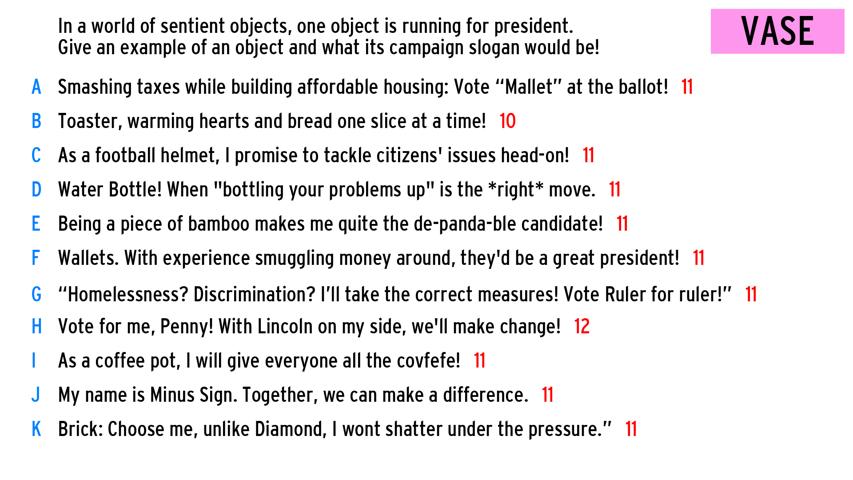 In a world of sentient objects, one object is running for president.
Give an example of an object and what its campaign slogan would be!
VASE
A Smashing taxes while building affordable housing: Vote “Mallet” at the ballot! 11
B Toaster, warming hearts and bread one slice at a time! 10
C As a football helmet, I promise to tackle citizens' issues head-on! 11
D Water Bottle! When "bottling your problems up" is the *right* move. 11
E Being a piece of bamboo makes me quite the de-panda-ble candidate! 11
F Wallets. With experience smuggling money around, they'd be a great president! 11
G “Homelessness? Discrimination? I’ll take the correct measures! Vote Ruler for ruler!” 11
H Vote for me, Penny! With Lincoln on my side, we'll make change! 12
I As a coffee pot, I will give everyone all the covfefe! 11
J My name is Minus Sign. Together, we can make a difference. 11
K Brick: Choose me, unlike Diamond, I wont shatter under the pressure.” 11